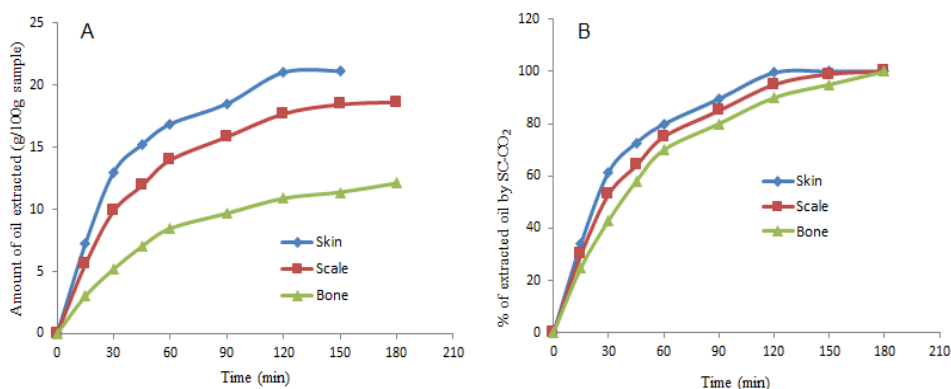 A
Amount of oil extracted (g/100g sample)
25
20
15
10
5
0
0 30 60 90 120 150 180 210
Time (min)
Skin
Scale
Bone
B
% of extracted oil by SC-CO₂
120
100
80
60
40
20
0
0 30 60 90 120 150 180 210
Time (min)
Skin
Scale
Bone